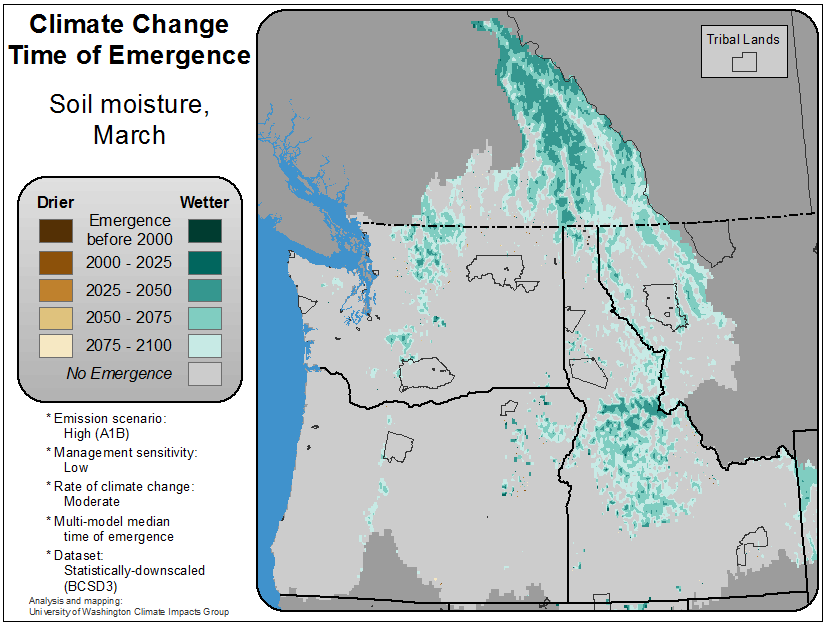 Climate Change
Time of Emergence
Soil moisture,
March
Tribal Lands
Drier
Wetter
Emergence
before 2000
2000 - 2025
2025 - 2050
2050 - 2075
2075 - 2100
No Emergence
* Emission scenario:
High (A1B)
* Management sensitivity:
Low
* Rate of climate change:
Moderate
* Multi-model median
time of emergence
* Dataset:
Statistically-downscaled
(BCSD3)
Analysis and mapping:
University of Washington Climate Impacts Group